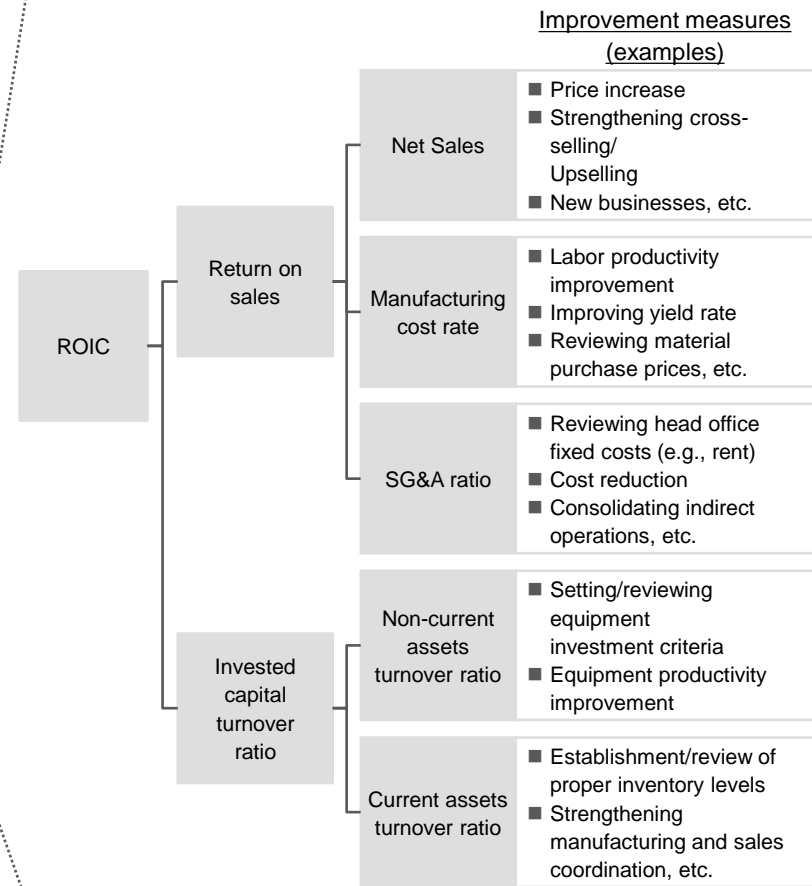 Improvement measures
(examples)
ROIC
Return on
sales
Net Sales
■ Price increase
■ Strengthening cross-
selling/
Upselling
■ New businesses, etc.
Manufacturing
cost rate
■ Labor productivity
improvement
■ Improving yield rate
■ Reviewing material
purchase prices, etc.
SG&A ratio
■ Reviewing head office
fixed costs (e.g., rent)
■ Cost reduction
■ Consolidating indirect
operations, etc.
Invested
capital
turnover
ratio
Non-current
assets
turnover ratio
■ Setting/reviewing
equipment
investment criteria
■ Equipment productivity
improvement
Current assets
turnover ratio
■ Establishment/review of
proper inventory levels
■ Strengthening
manufacturing and sales
coordination, etc.